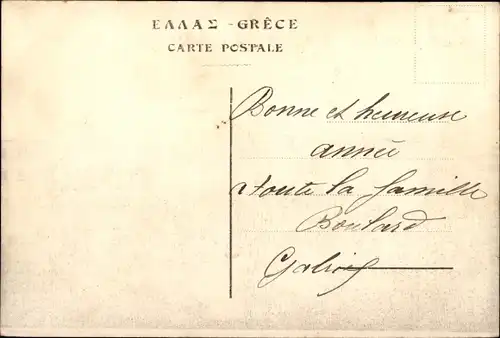 ΕΛΛΑΣ - GRÈCE
CARTE POSTALE
Bonne et heureuse
année
Toute la famille
Boulard